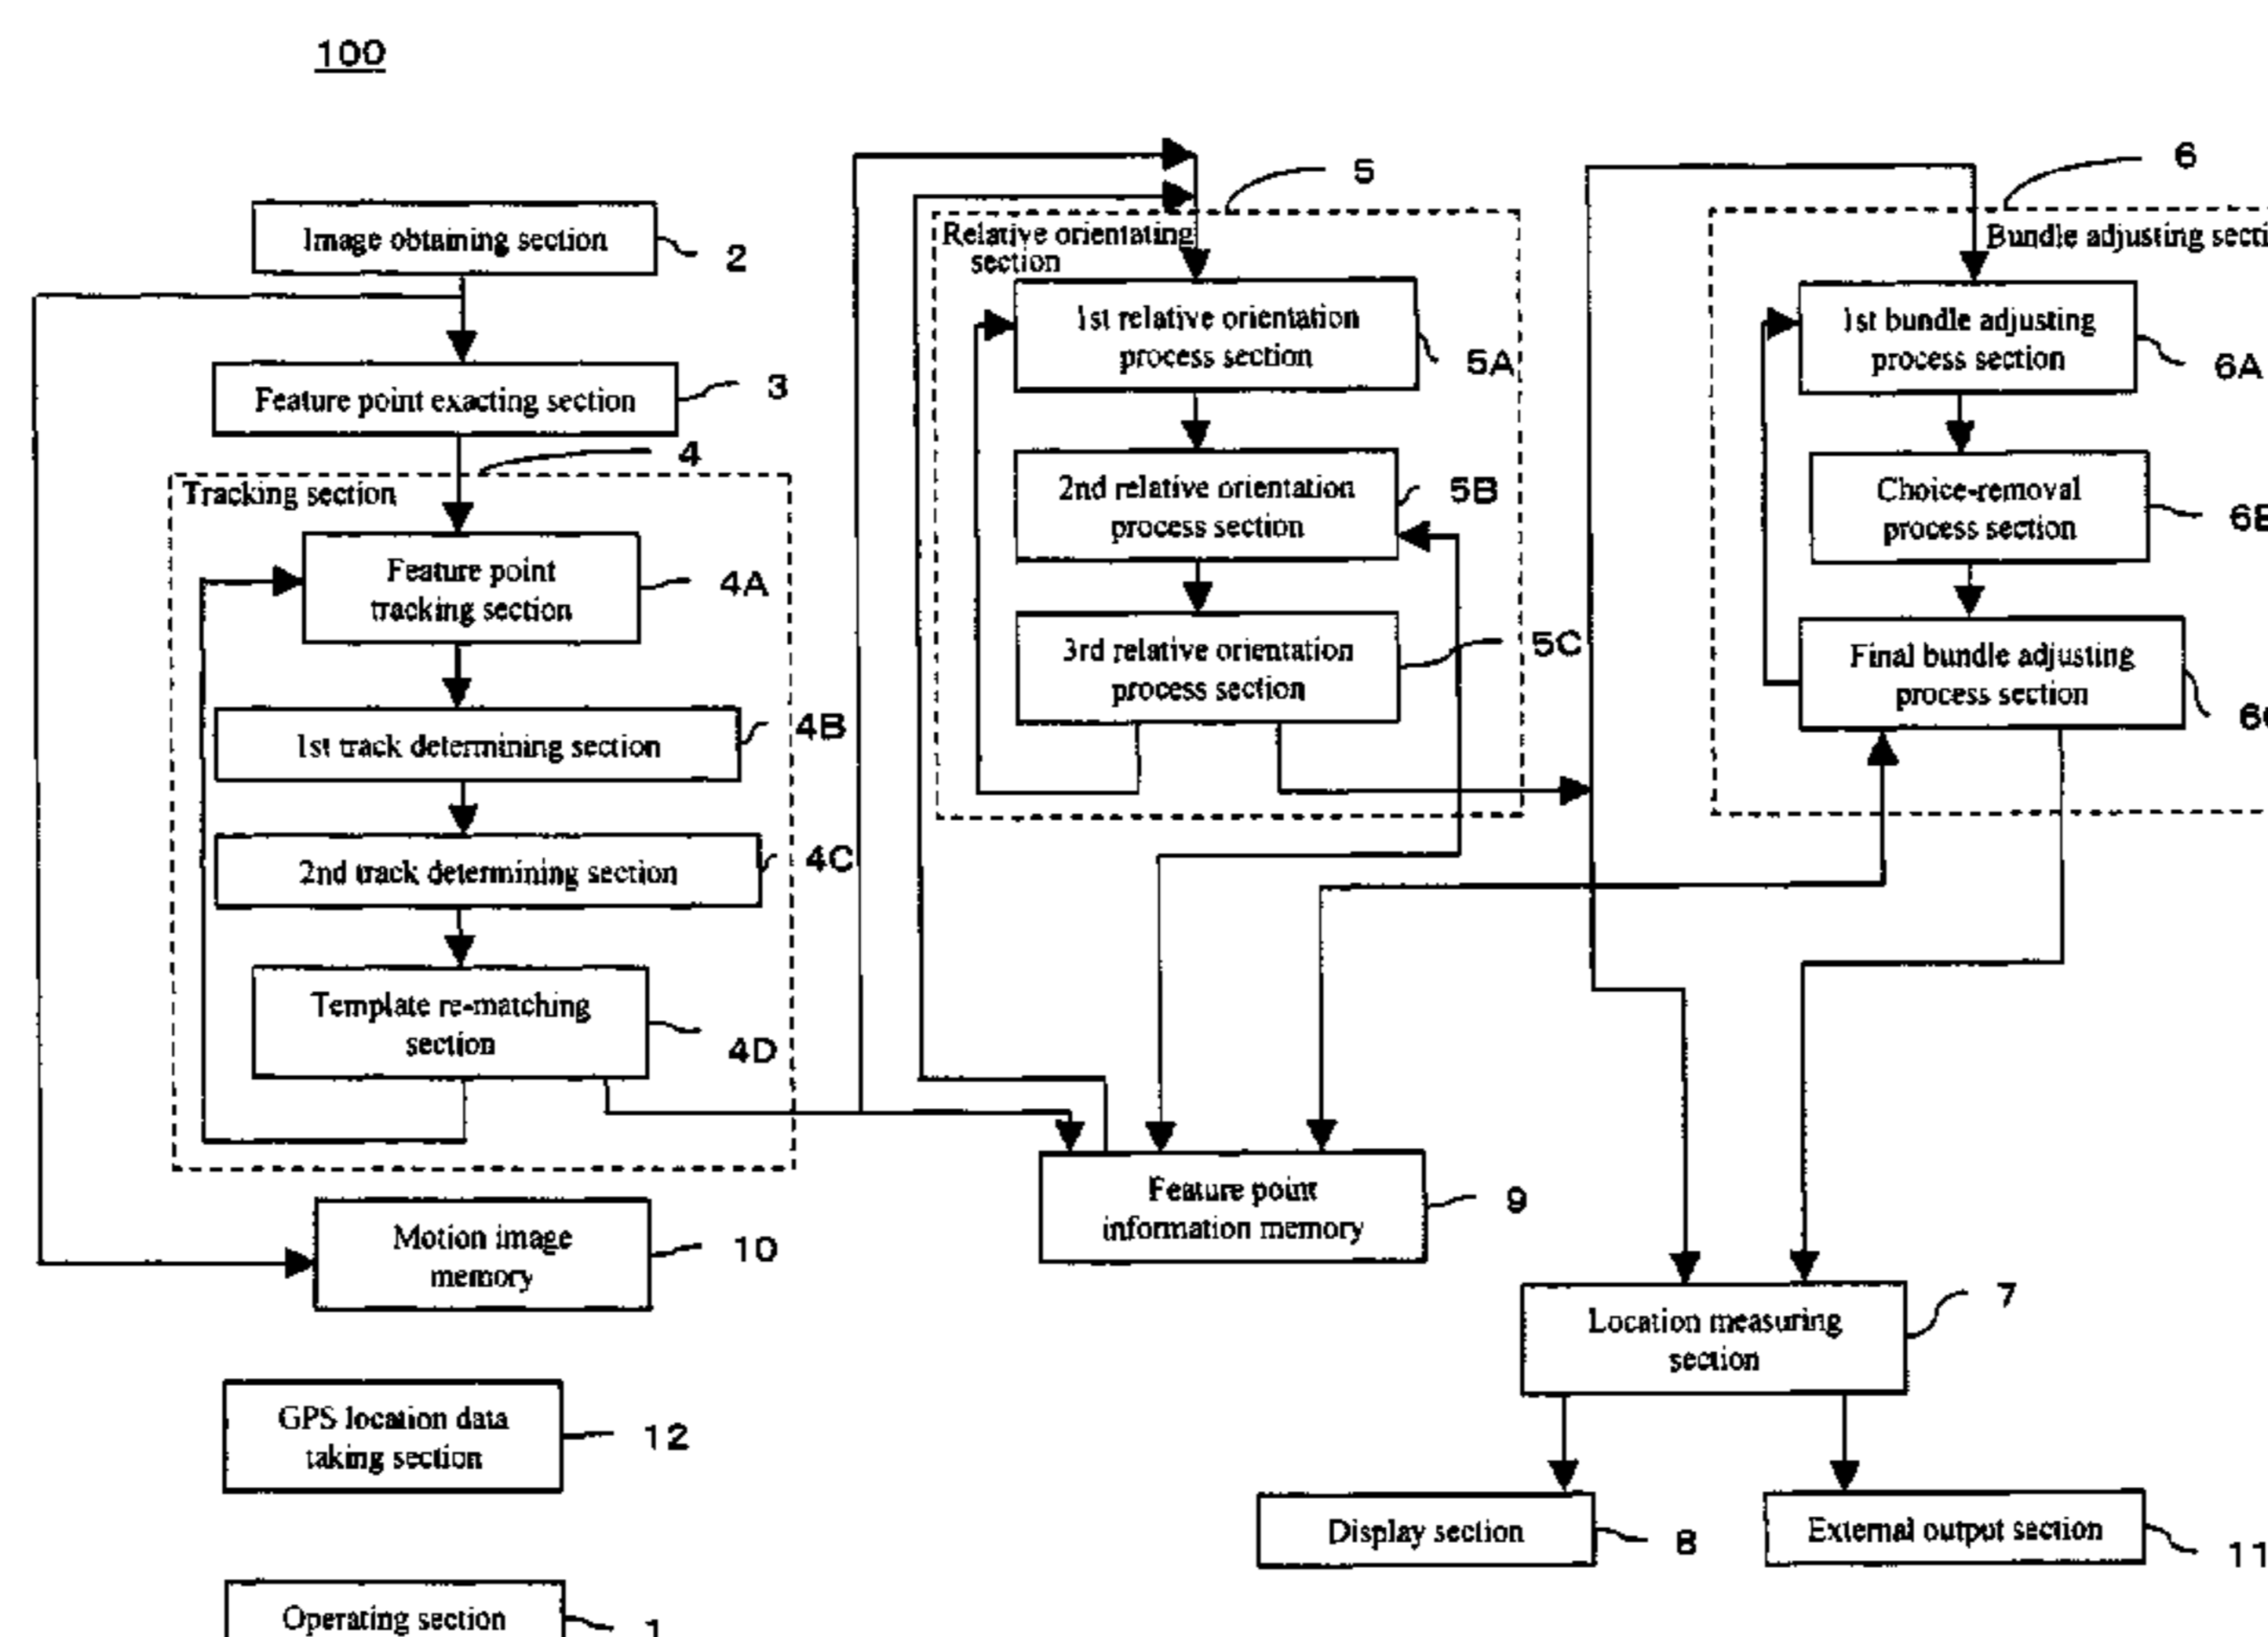 100
Image obtaining section
2
Feature point exacting section
3
4
Tracking section
Feature point
tracking section
4A
1st track determining section
4B
2nd track determining section
4C
Template re-matching
section
4D
Motion image
memory
10
GPS location data
taking section
12
Operating section
1
5
Relative orientating
section
1st relative orientation
process section
5A
2nd relative orientation
process section
5B
3rd relative orientation
process section
5C
Feature point
information memory
9
6
Bundle adjusting
1st bundle adjusting
process section
6A
Choice-removal
process section
Final bundle adjusting
process section
Location measuring
section
7
Display section
8
External output section
11